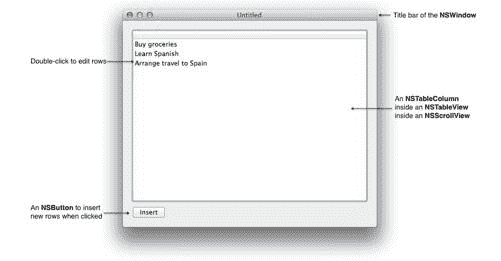 Untitled
Title bar of the NSWindow
Buy groceries
Learn Spanish
Double-click to edit rows
Arrange travel to Spain
An NSTableColumn
inside an NSTableView
inside an NSScrollView
An NSButton to insert
new rows when clicked
Insert